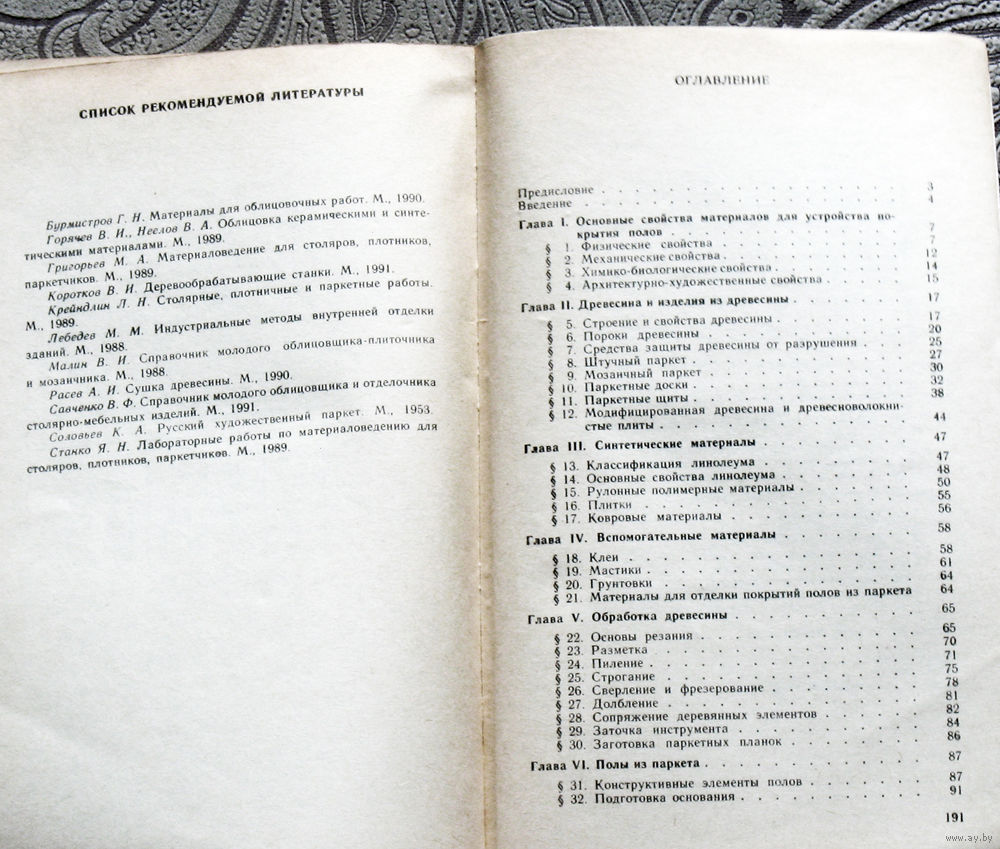 СПИСОК РЕКОМЕНДУЕМОЙ ЛИТЕРАТУРЫ
Бурмистров Г. Н. Материалы для облицовочных работ. М., 1990.
Горячев В. И., Неелов В. А. Облицовка керамическими и синте-
тическими материалами. М., 1989.
Григорьев М. А. Материаловедение для столяров, плотников,
паркетчиков. М., 1989.
Коротков В. И. Деревообрабатывающие станки. М., 1991.
Крейндлин Л. Н. Столярные, плотничные и паркетные работы.
М., 1989.
Лебедев М. М. Индустриальные методы внутренней отделки
зданий. М., 1988.
Малин В. И. Справочник молодого облицовщика-плиточника
и мозаичника. М., 1988.
Расев А. И. Сушка древесины. М., 1990.
Савченко В. Ф. Справочник молодого облицовщика и отделочника
столярно-мебельных изделий. М., 1991.
Соловьев К. А. Русский художественный паркет. М., 1953.
Станко Я. Н. Лабораторные работы по материаловедению для
столяров, плотников, паркетчиков. М., 1989.
ОГЛАВЛЕНИЕ
Предисловие . . . 3
Введение . . . 4
Глава I. Основные свойства материалов для устройства по-
крытия полов . . . 7
§ 1. Физические свойства . . . 7
§ 2. Механические свойства . . . 12
§ 3. Химико-биологические свойства . . . 14
§ 4. Архитектурно-художественные свойства . . . 15
Глава II. Древесина и изделия из древесины . . . 17
§ 5. Строение и свойства древесины . . . 17
§ 6. Пороки древесины . . . 20
§ 7. Средства защиты древесины от разрушения . . . 25
§ 8. Штучный паркет . . . 27
§ 9. Мозаичный паркет . . . 30
§ 10. Паркетные доски . . . 32
§ 11. Паркетные щиты . . . 38
§ 12. Модифицированная древесина и древесноволокни-
стые плиты . . . 44
Глава III. Синтетические материалы . . . 47
§ 13. Классификация линолеума . . . 47
§ 14. Основные свойства линолеума . . . 48
§ 15. Рулонные полимерные материалы . . . 50
§ 16. Плитки . . . 55
§ 17. Ковровые материалы . . . 56
Глава IV. Вспомогательные материалы . . . 58
§ 18. Клеи . . . 58
§ 19. Мастики . . . 61
§ 20. Грунтовки . . . 64
§ 21. Материалы для отделки покрытий полов из паркета 64
Глава V. Обработка древесины . . . 65
§ 22. Основы резания . . . 65
§ 23. Разметка . . . 70
§ 24. Пиление . . . 71
§ 25. Строгание . . . 75
§ 26. Сверление и фрезерование . . . 78
§ 27. Долбление . . . 81
§ 28. Сопряжение деревянных элементов . . . 82
§ 29. Заточка инструмента . . . 84
§ 30. Заготовка паркетных планок . . . 86
Глава VI. Полы из паркета . . . 87
§ 31. Конструктивные элементы полов . . . 87
§ 32. Подготовка основания . . . 91
191
www.ay.by